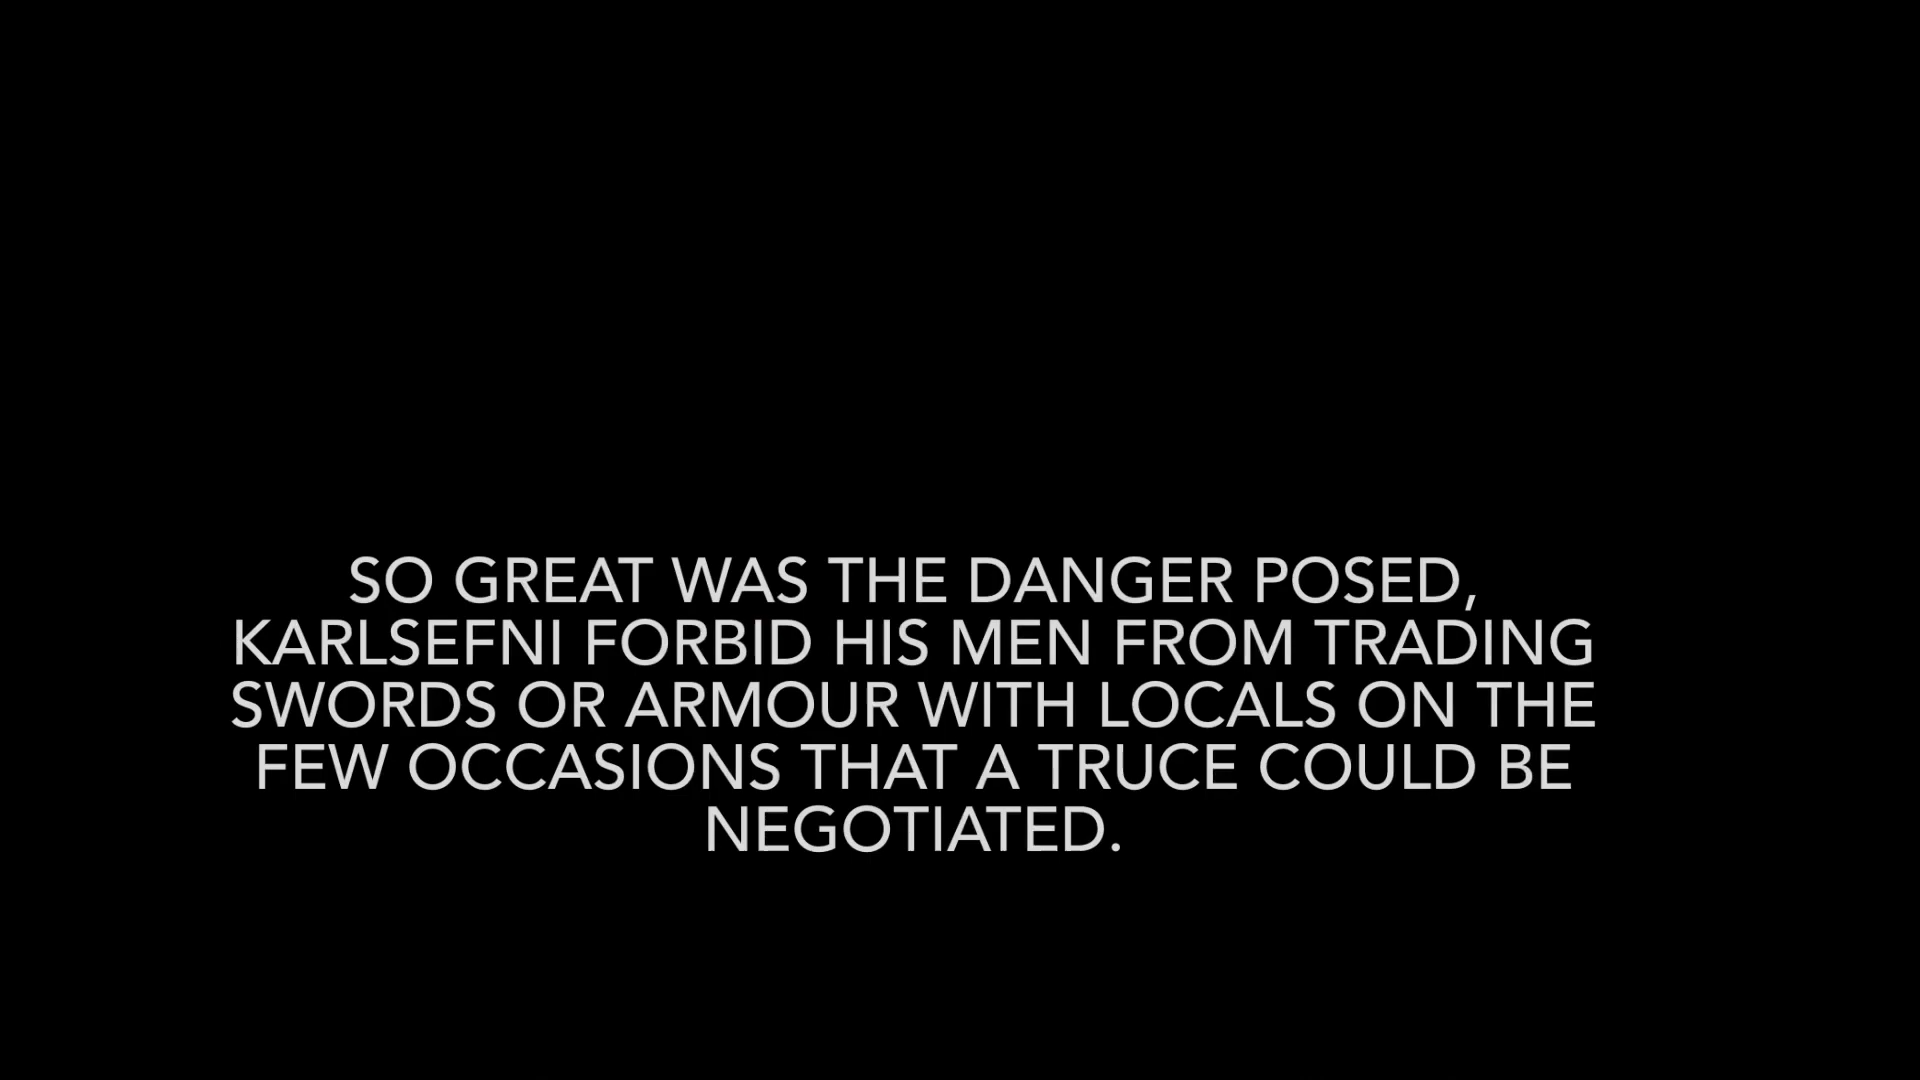 SO GREAT WAS THE DANGER POSED,
KARLSEFNI FORBID HIS MEN FROM TRADING
SWORDS OR ARMOUR WITH LOCALS ON THE
FEW OCCASIONS THAT A TRUCE COULD BE
NEGOTIATED.